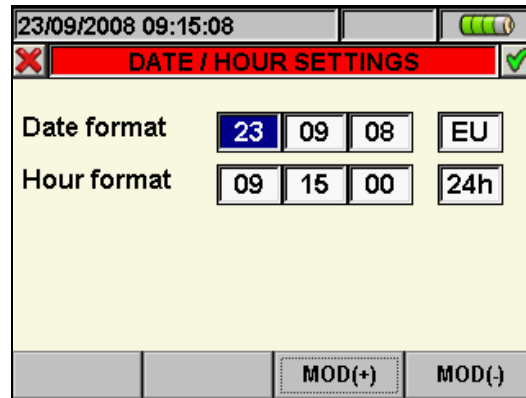 23/09/2008 09:15:08
DATE / HOUR SETTINGS
Date format 23 09 08 EU
Hour format 09 15 00 24h
MOD(+) MOD(-)